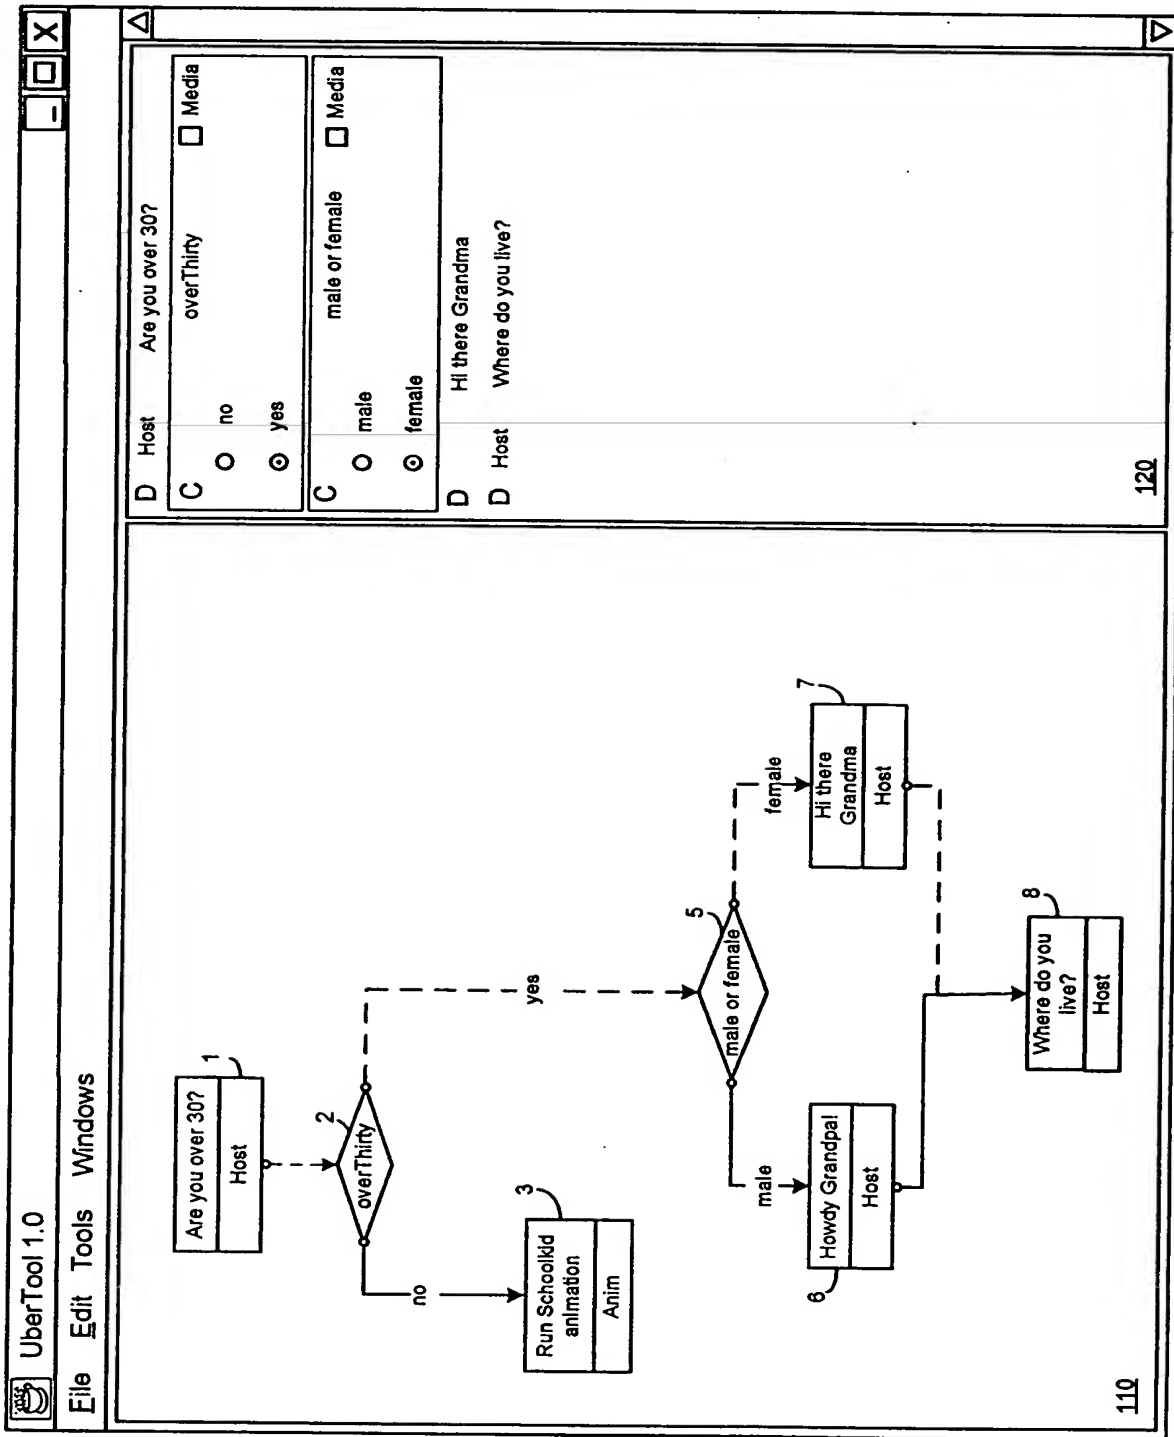 UberTool 1.0
_ □ X
File Edit Tools Windows
Are you over 30?
Host
1
overThirty
2
no
yes
Run Schoolkid
animation
Anim
3
male or female
5
male
female
Howdy Grandpa!
Host
6
Hi there
Grandma
Host
7
Where do you
live?
Host
8
110
D Host Are you over 30?
C overThirty Media
no
yes
C male or female Media
male
female
D Hi there Grandma
D Host Where do you live?
120